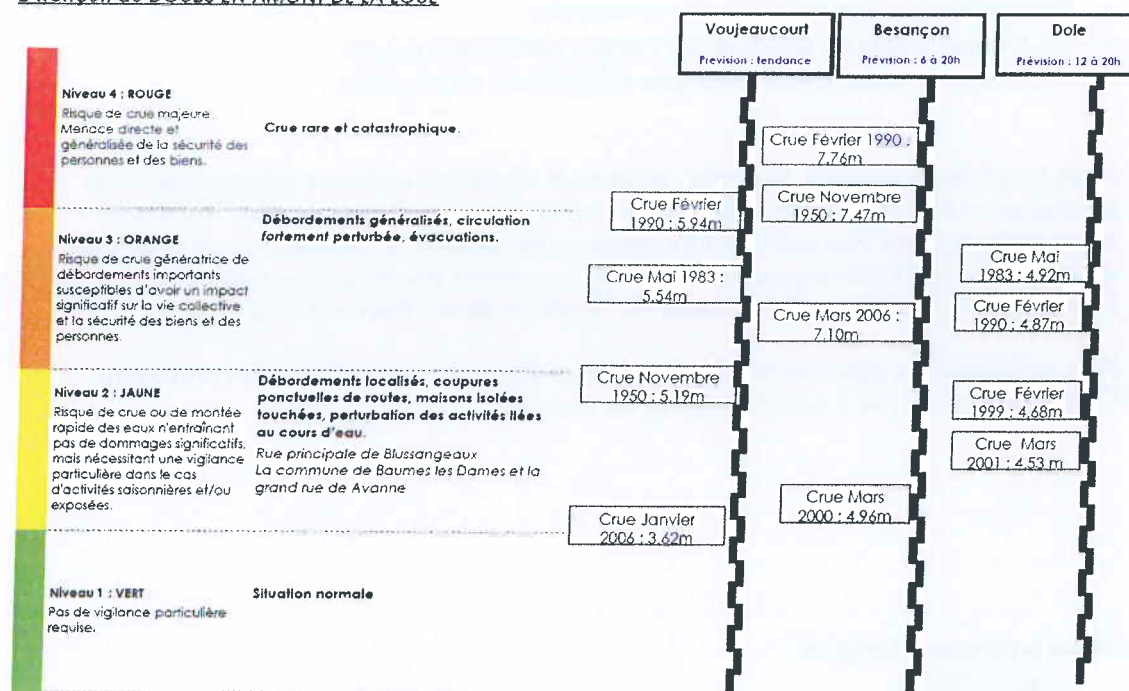 DOUBS EN AMONT DE LA LOUE
Voujeaucourt
Prévision : tendance
Besançon
Prévision : 6 à 20h
Dole
Prévision : 12 à 20h
Niveau 4 : ROUGE
Risque de crue majeure.
Menace directe et
généralisée de la sécurité des
personnes et des biens.
Crue rare et catastrophique.
Crue Février 1990 :
7.76m
Crue Novembre
1950 : 7.47m
Crue Février
1990 : 5.94m
Débordements généralisés, circulation
fortement perturbée, évacuations.
Niveau 3 : ORANGE
Risque de crue génératrice de
débordements importants
susceptibles d'avoir un impact
significatif sur la vie collective
et la sécurité des biens et des
personnes.
Crue Mai 1983 :
5.54m
Crue Mai
1983 : 4.92m
Crue Février
1990 : 4.87m
Crue Mars 2006 :
7.10m
Niveau 2 : JAUNE
Risque de crue ou de montée
rapide des eaux n'entraînant
pas de dommages significatifs,
mais nécessitant une vigilance
particulière dans le cas
d'activités saisonnières et/ou
exposées.
Débordements localisés, coupures
ponctuelles de routes, maisons isolées
touchées, perturbation des activités liées
au cours d'eau.
Rue principale de Blussangeaux
La commune de Baumes les Dames et la
grand rue de Avanne
Crue Novembre
1950 : 5.19m
Crue Février
1999 : 4.68m
Crue Mars
2001 : 4.53 m
Crue Mars
2000 : 4.96m
Crue Janvier
2006 : 3.62m
Niveau 1 : VERT
Pas de vigilance particulière
requise.
Situation normale